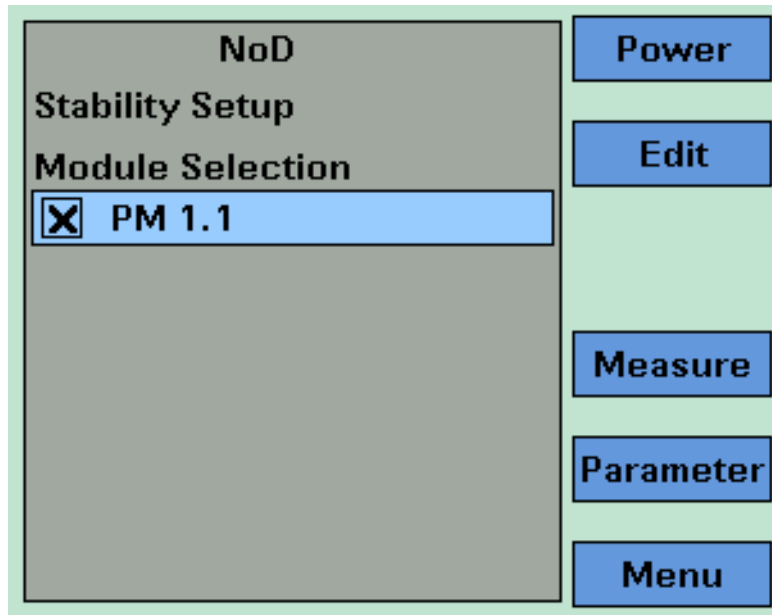 NoD
Stability Setup
Module Selection
PM 1.1
Power
Edit
Measure
Parameter
Menu